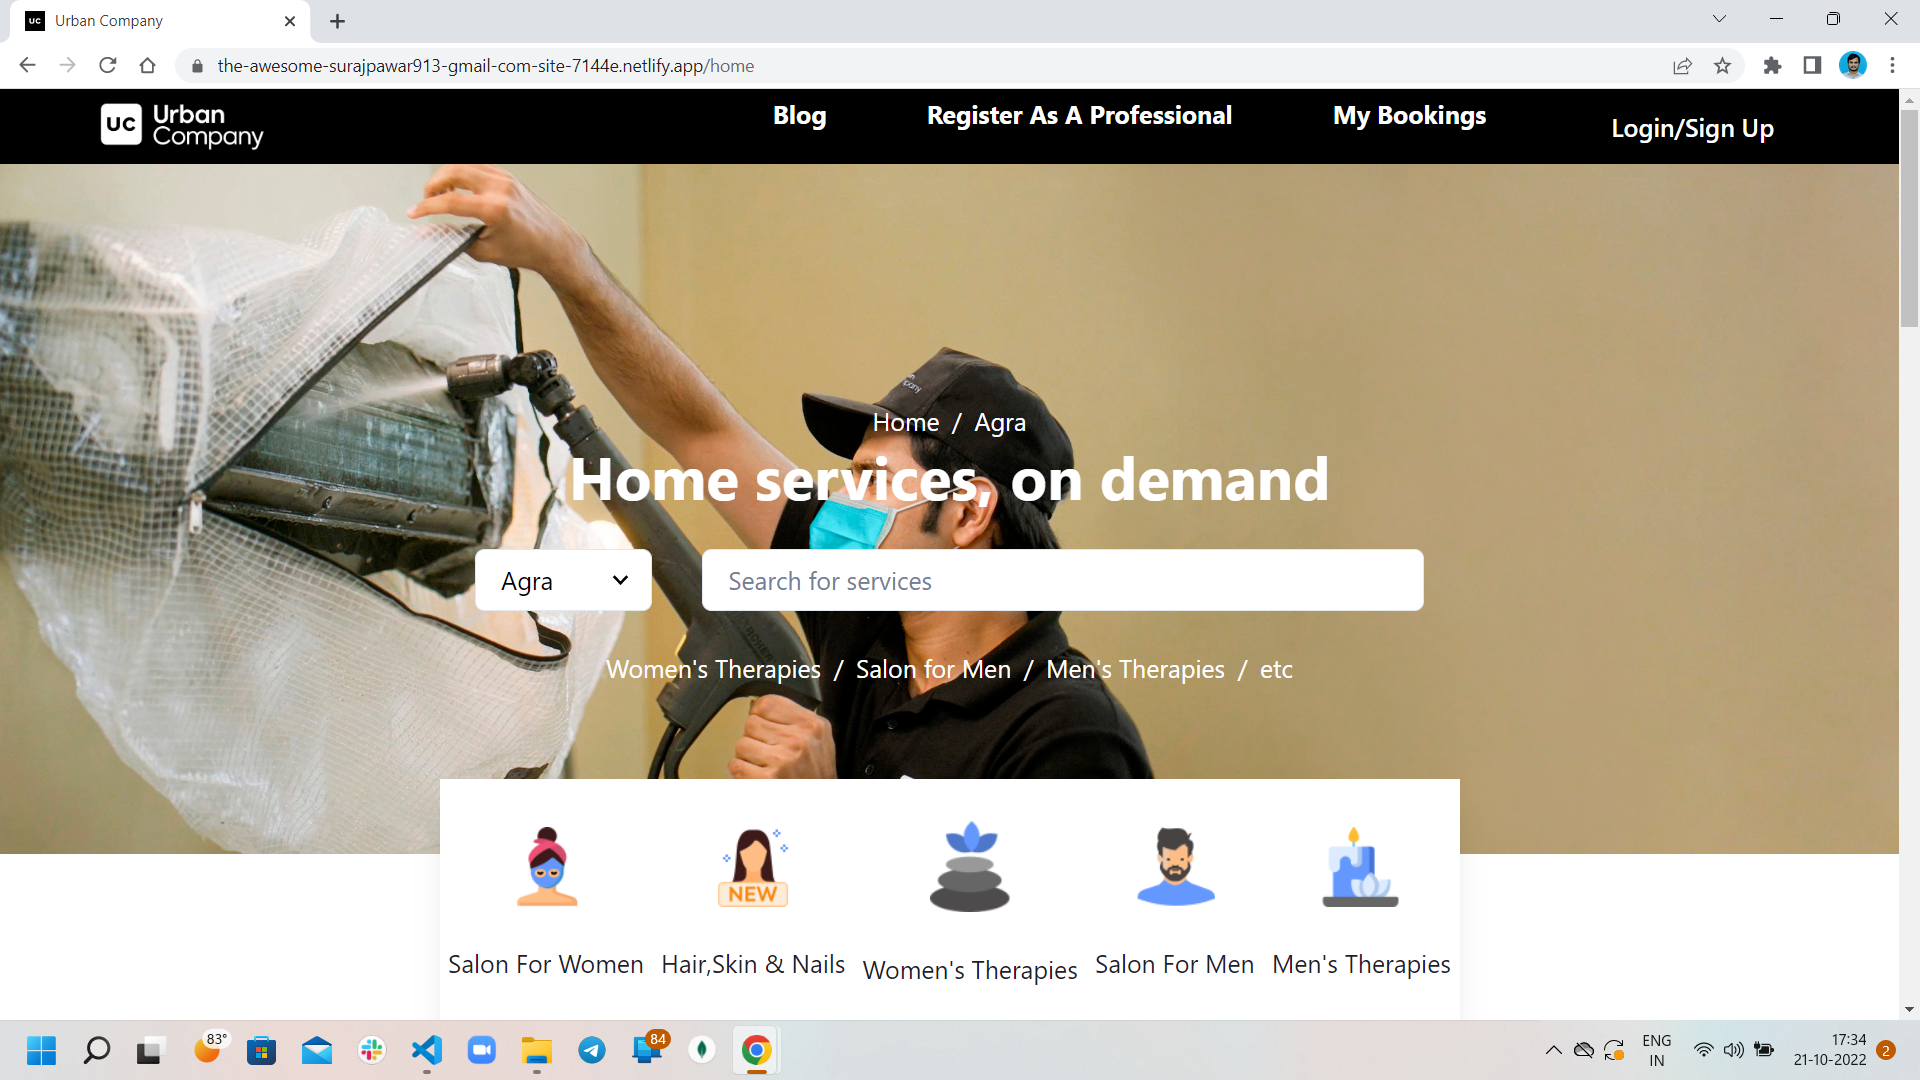 UC Urban Company
the-awesome-surajpawar913-gmail-com-site-7144e.netlify.app/home
UC Urban Company
Blog
Register As A Professional
My Bookings
Login/Sign Up
Home / Agra
Home services, on demand
Agra
Search for services
Women's Therapies / Salon for Men / Men's Therapies / etc
NEW
Salon For Women
Hair,Skin & Nails
Women's Therapies
Salon For Men
Men's Therapies
83°
84
ENG
IN
17:34
21-10-2022
2